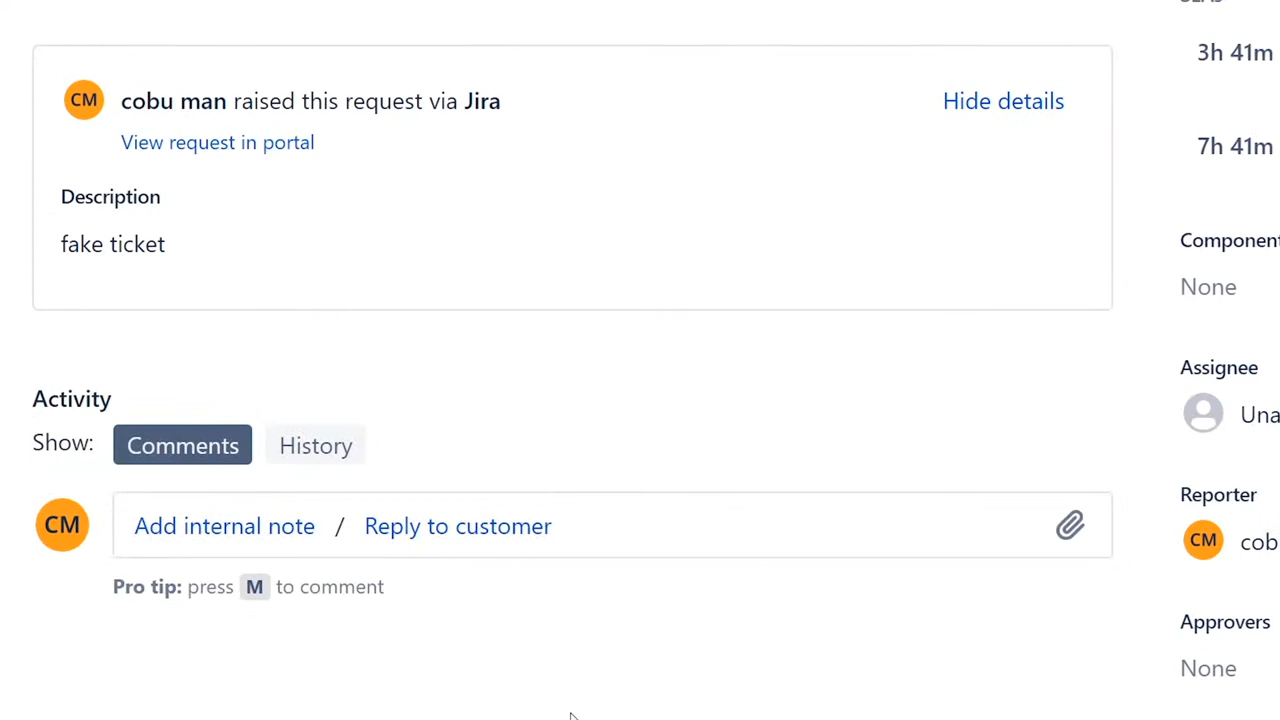 3h 41m
CM cobu man raised this request via Jira Hide details
View request in portal
7h 41m
Description
fake ticket
Component
None
Assignee
Una
Activity
Show: Comments History
Reporter
CM cob
CM Add internal note / Reply to customer
Pro tip: press M to comment
Approvers
None